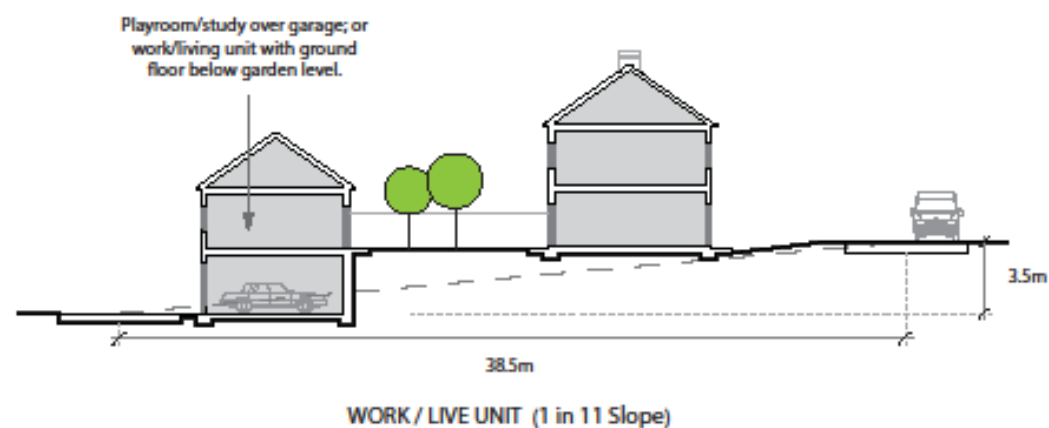 Playroom/study over garage; or
work/living unit with ground
floor below garden level.
3.5m
38.5m
WORK / LIVE UNIT (1 in 11 Slope)